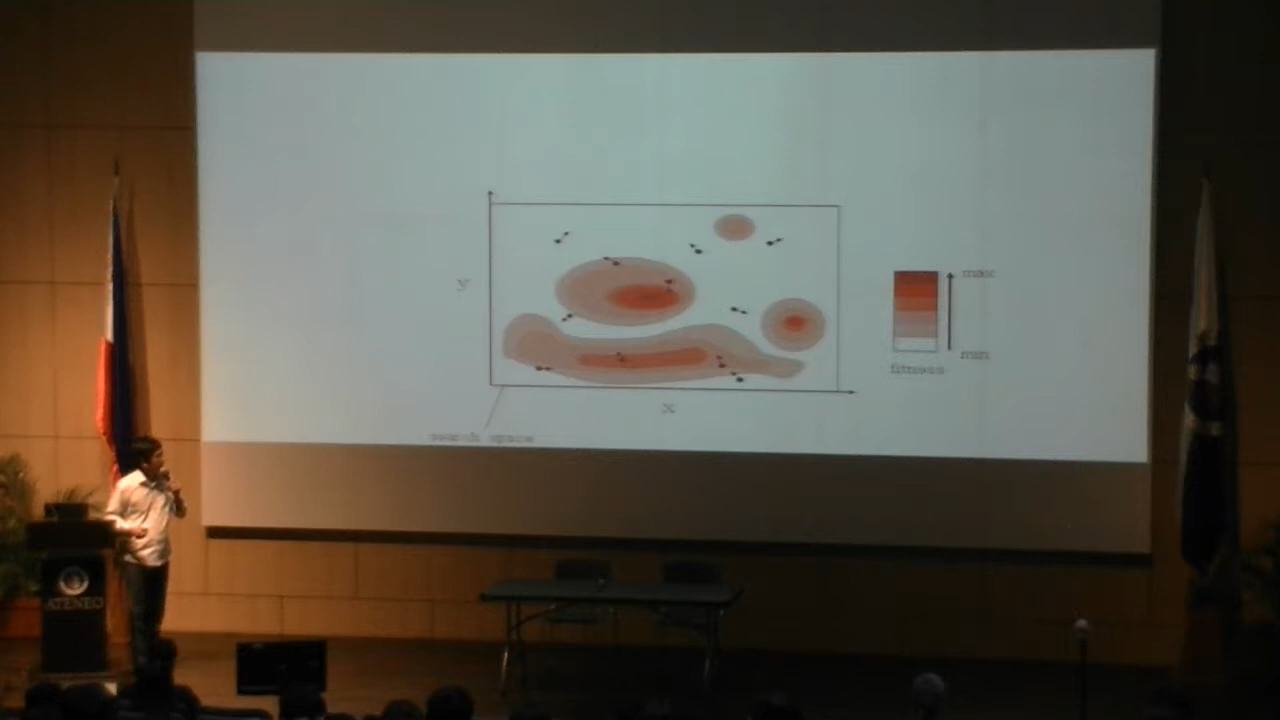 y
max
min
fitness
x
search space
ATENEO